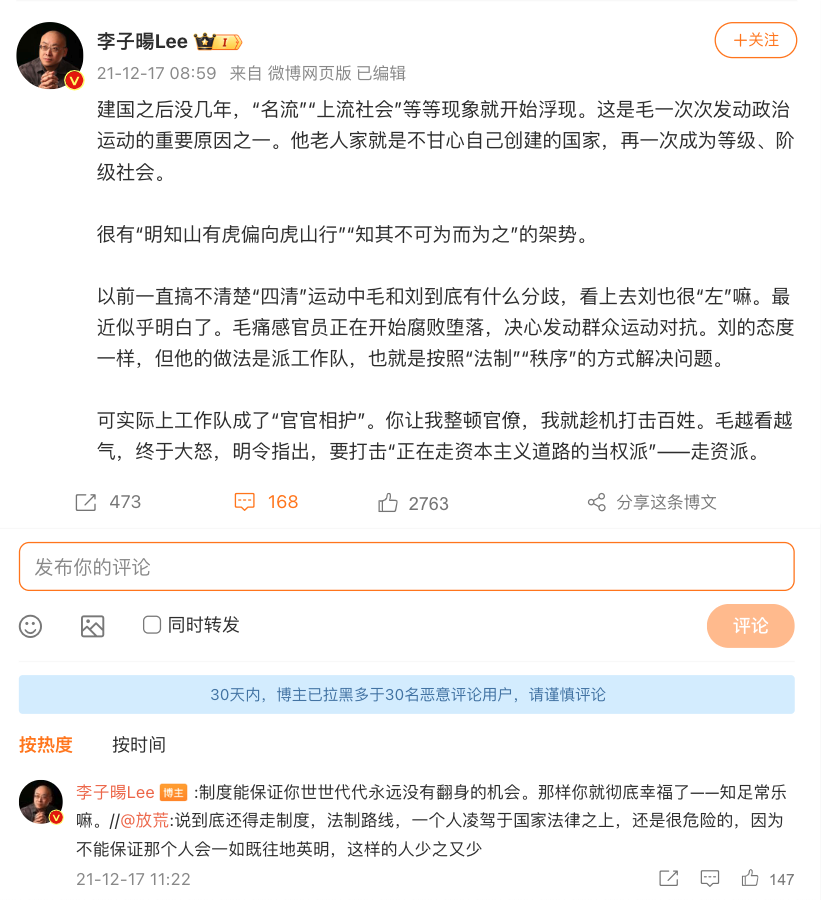 李子暘Lee I
+关注
21-12-17 08:59 来自 微博网页版 已编辑
建国之后没几年，“名流”“上流社会”等等现象就开始浮现。这是毛一次次发动政治
运动的重要原因之一。他老人家就是不甘心自己创建的国家，再一次成为等级、阶
级社会。
很有“明知山有虎偏向虎山行”“知其不可为而为之”的架势。
以前一直搞不清楚“四清”运动中毛和刘到底有什么分歧，看上去刘也很“左”嘛。最
近似乎明白了。毛痛感官员正在开始腐败堕落，决心发动群众运动对抗。刘的态度
一样，但他的做法是派工作队，也就是按照“法制”“秩序”的方式解决问题。
可实际上工作队成了“官官相护”。你让我整顿官僚，我就趁机打击百姓。毛越看越
气，终于大怒，明令指出，要打击“正在走资本主义道路的当权派”——走资派。
473 168 2763 分享这条博文
发布你的评论
同时转发 评论
30天内，博主已拉黑多于30名恶意评论用户，请谨慎评论
按热度 按时间
李子暘Lee 博主 :制度能保证你世世代代永远没有翻身的机会。那样你就彻底幸福了——知足常乐
嘛。//@放荒:说到底还得走制度，法制路线，一个人凌驾于国家法律之上，还是很危险的，因为
不能保证那个人会一如既往地英明，这样的人少之又少
21-12-17 11:22 147